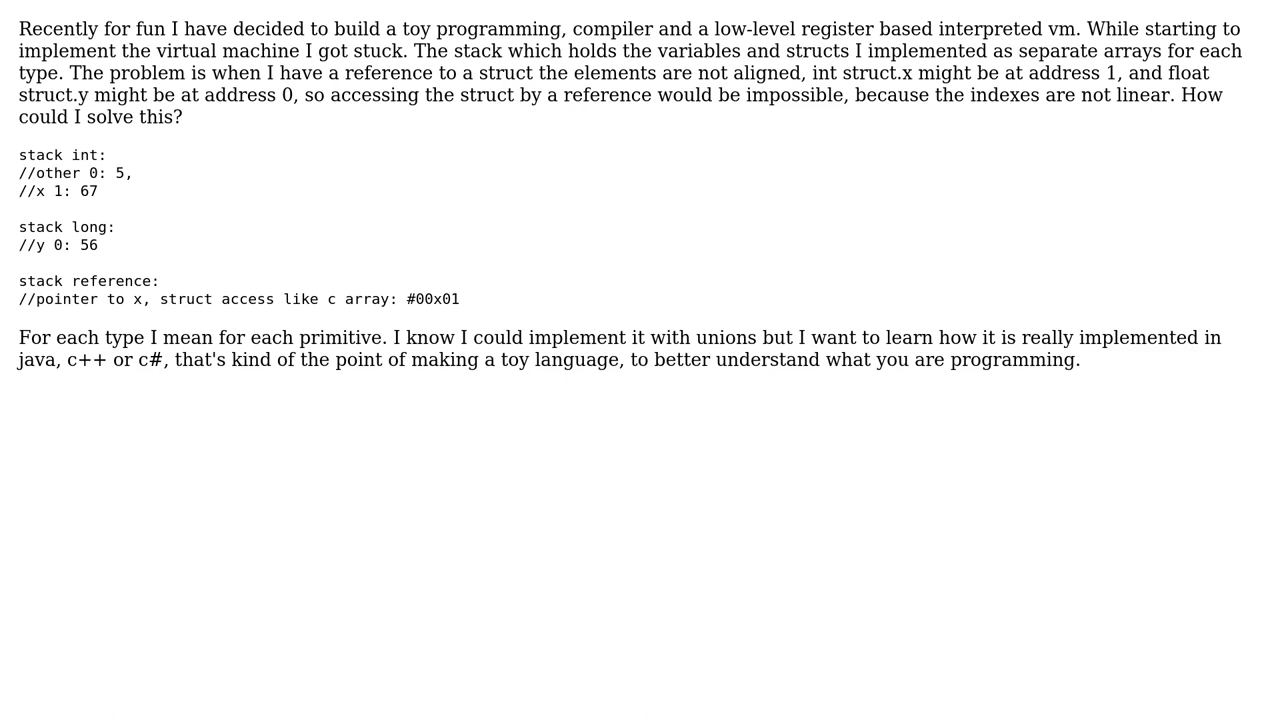 Recently for fun I have decided to build a toy programming, compiler and a low-level register based interpreted vm. While starting to
implement the virtual machine I got stuck. The stack which holds the variables and structs I implemented as separate arrays for each
type. The problem is when I have a reference to a struct the elements are not aligned, int struct.x might be at address 1, and float
struct.y might be at address 0, so accessing the struct by a reference would be impossible, because the indexes are not linear. How
could I solve this?
stack int:
//other 0: 5,
//x 1: 67
stack long:
//y 0: 56
stack reference:
//pointer to x, struct access like c array: #00x01
For each type I mean for each primitive. I know I could implement it with unions but I want to learn how it is really implemented in
java, c++ or c#, that's kind of the point of making a toy language, to better understand what you are programming.